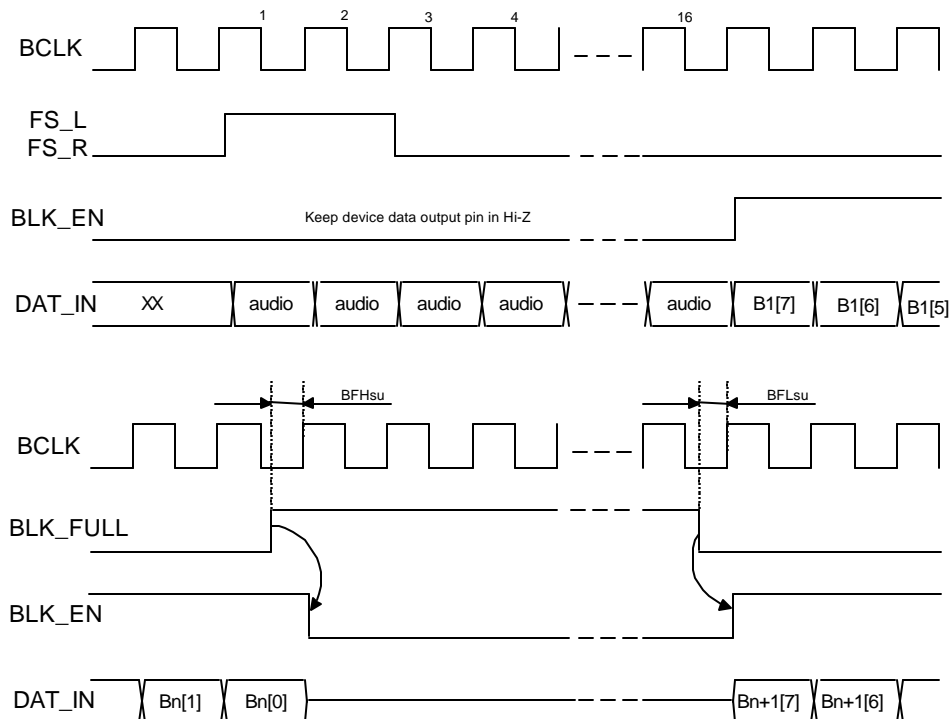 1 2 3 4 16
BCLK
FS_L
FS_R
BLK_EN
Keep device data output pin in Hi-Z
DAT_IN XX audio audio audio audio audio B1[7] B1[6] B1[5]
BFHsu BFLsu
BCLK
BLK_FULL
BLK_EN
DAT_IN Bn[1] Bn[0] Bn+1[7] Bn+1[6]